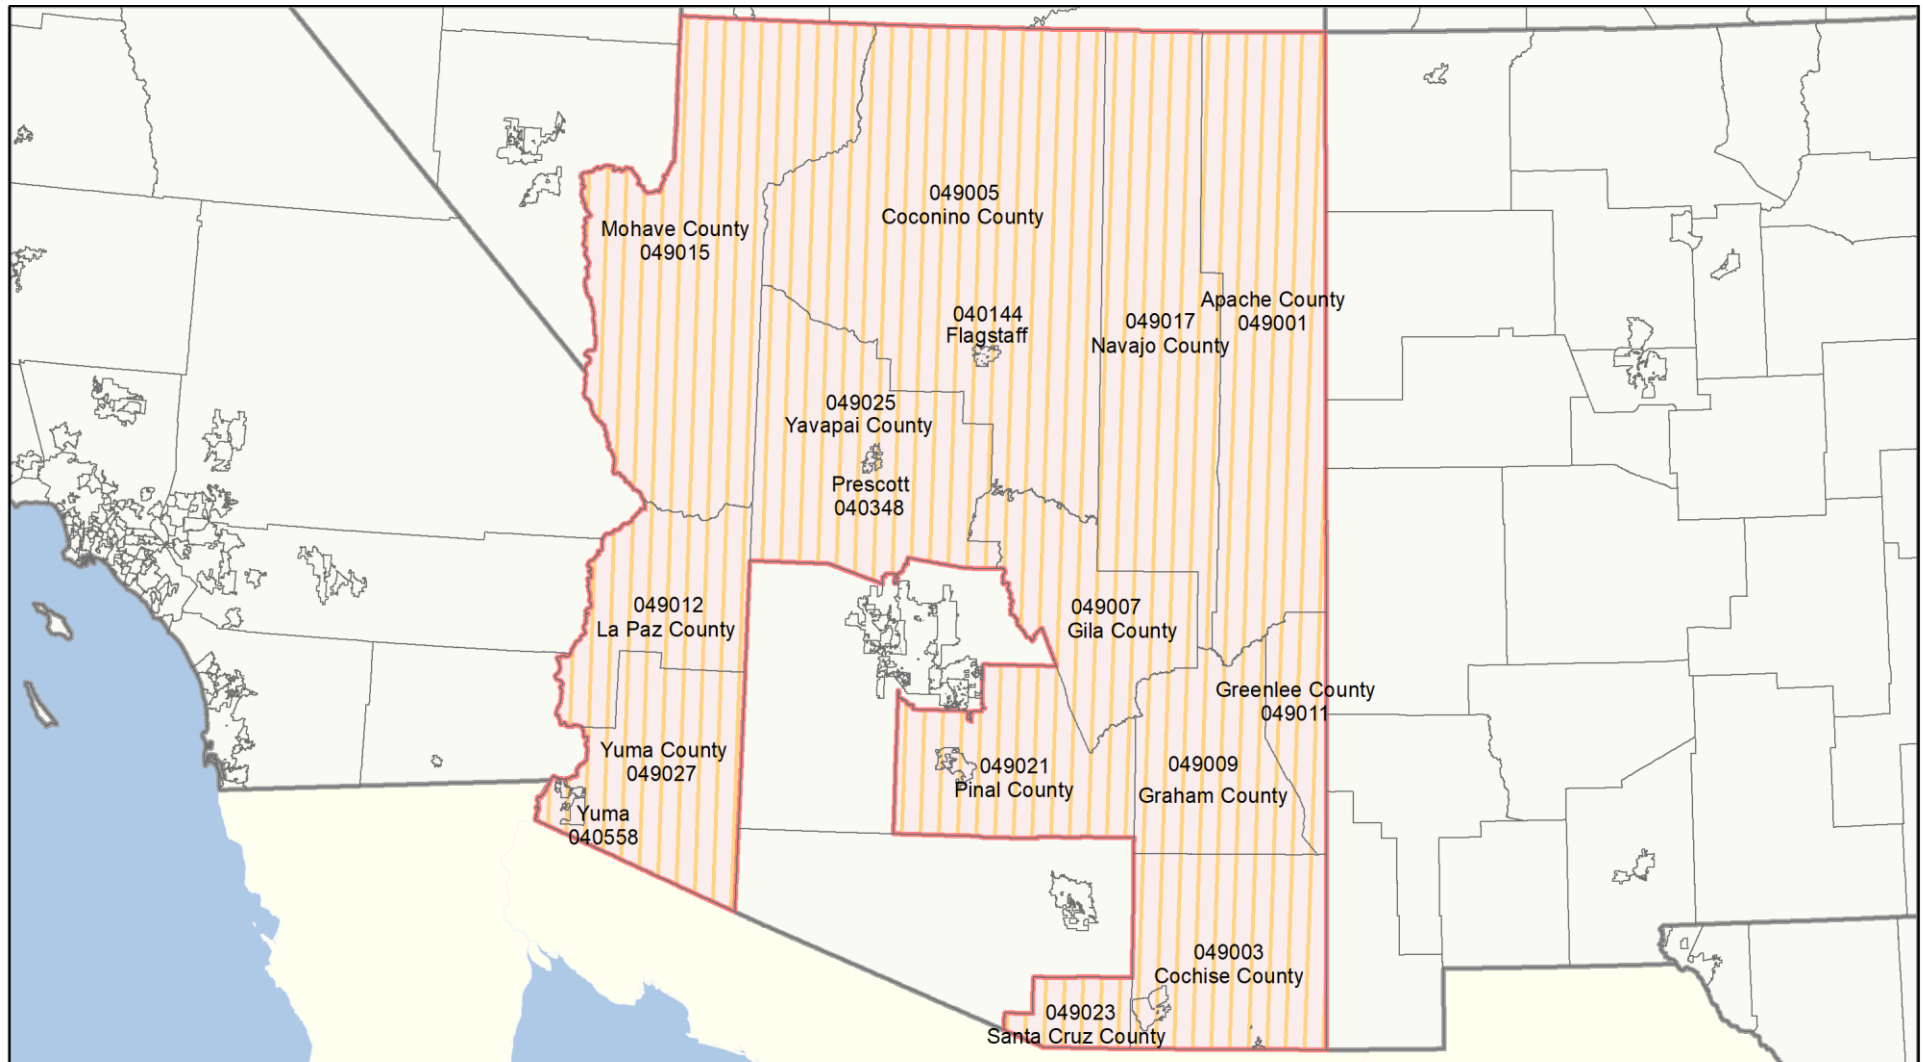 049005
Coconino County
Mohave County
049015
Apache County
049001
040144
Flagstaff
049017
Navajo County
049025
Yavapai County
Prescott
040348
049012
La Paz County
049007
Gila County
Greenlee County
049011
Yuma County
049027
049021
Pinal County
049009
Graham County
Yuma
040558
049003
Cochise County
049023
Santa Cruz County